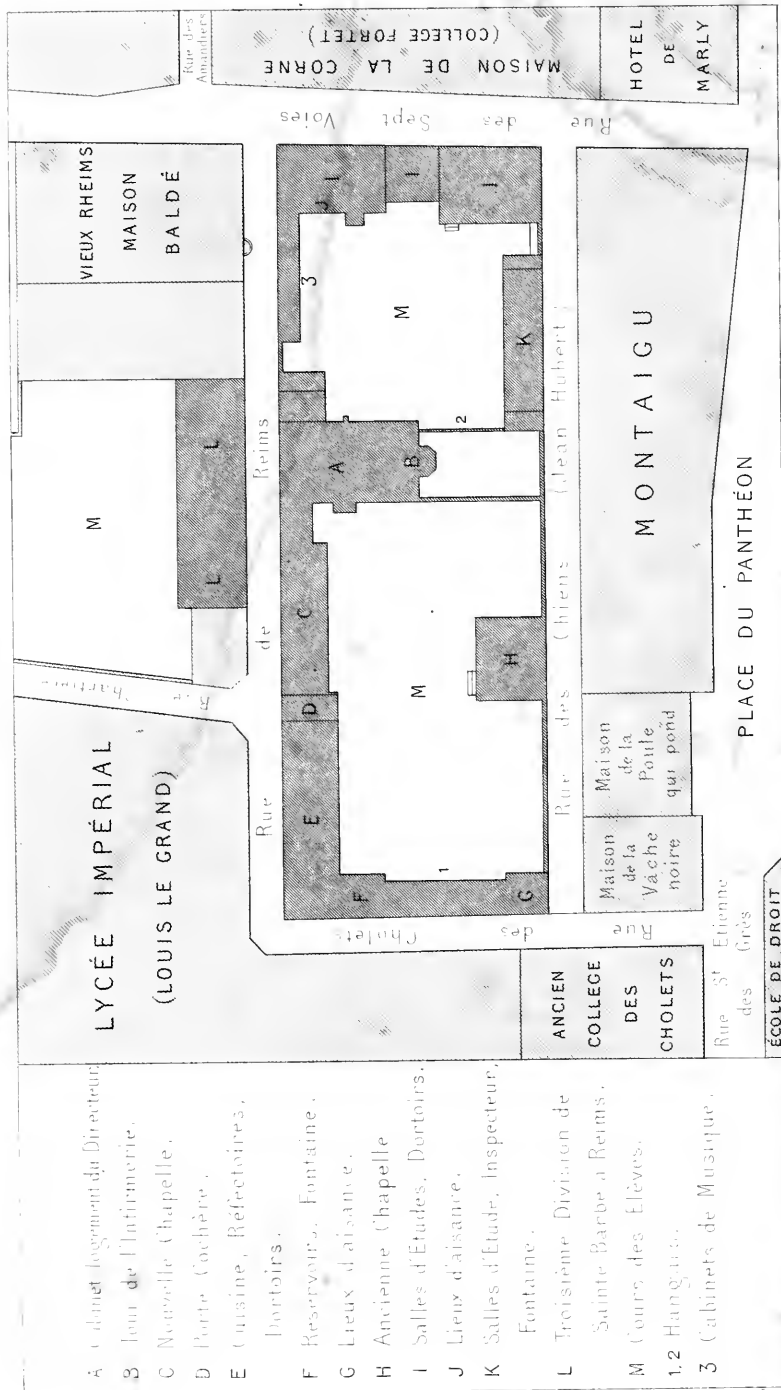 A Cabinet logement du Directeur.
B Tour de l'Infirmerie.
C Nouvelle Chapelle.
D Porte Cochère.
E Cuisine, Réfectoires,
Dortoirs.
F Réservoirs, Fontaine.
G Lieux d'aisance.
H Ancienne Chapelle
I Salles d'Etudes, Dortoirs.
J Lieux d'aisance.
K Salles d'Etude, Inspecteur,
Fontaine.
L Troisième Division de
Sainte Barbe à Reims.
M Cours des Elèves.
1.2 Hangars.
3 Cabinets de Musique.
LYCÉE IMPÉRIAL
(LOUIS LE GRAND)
Rue Chartière
M
L L
VIEUX RHEIMS
MAISON
BALDÉ
Rue des
Amandiers
MAISON DE LA CORNE
(COLLEGE FORTET)
HOTEL
DE
MARLY
Rue de Reims
Rue des Sept Voies
Rue des Cholets
E D C A B
F G
1 M H
2 M K
3 J I
I
I
Rue des Chiens (Jean Hubert)
ANCIEN
COLLEGE
DES
CHOLETS
Maison
de la
Vache
noire
Maison
de la
Poule
qui pond
MONTAIGU
Rue St Etienne
des Grès
PLACE DU PANTHÉON
ÉCOLE DE DROIT